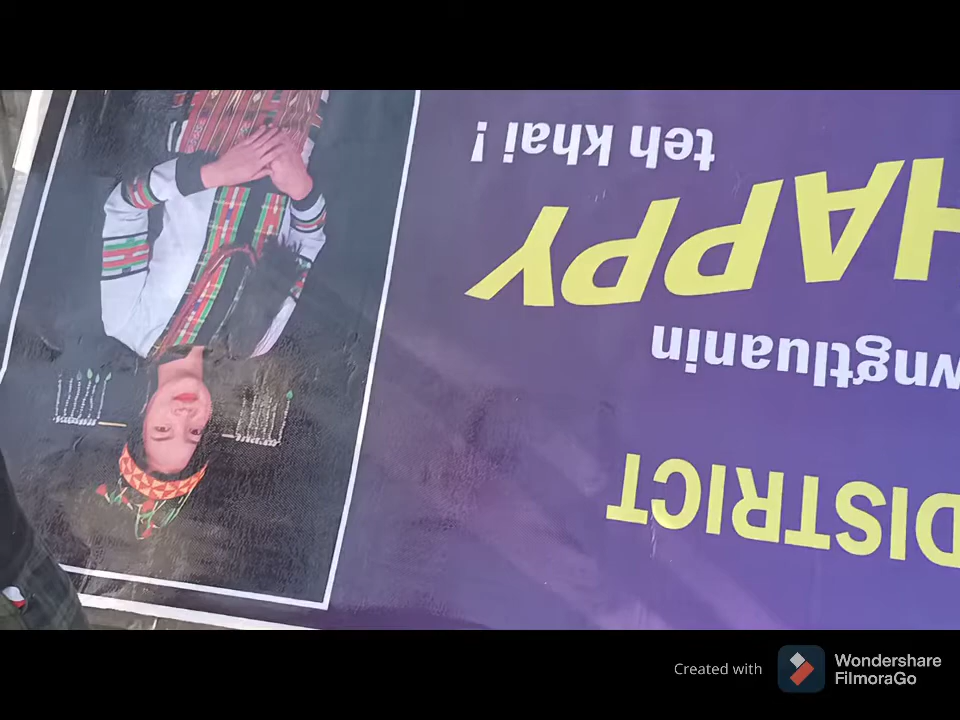 DISTRICT
wngtluanin
HAPPY
teh khai !
Created with
Wondershare
FilmoraGo